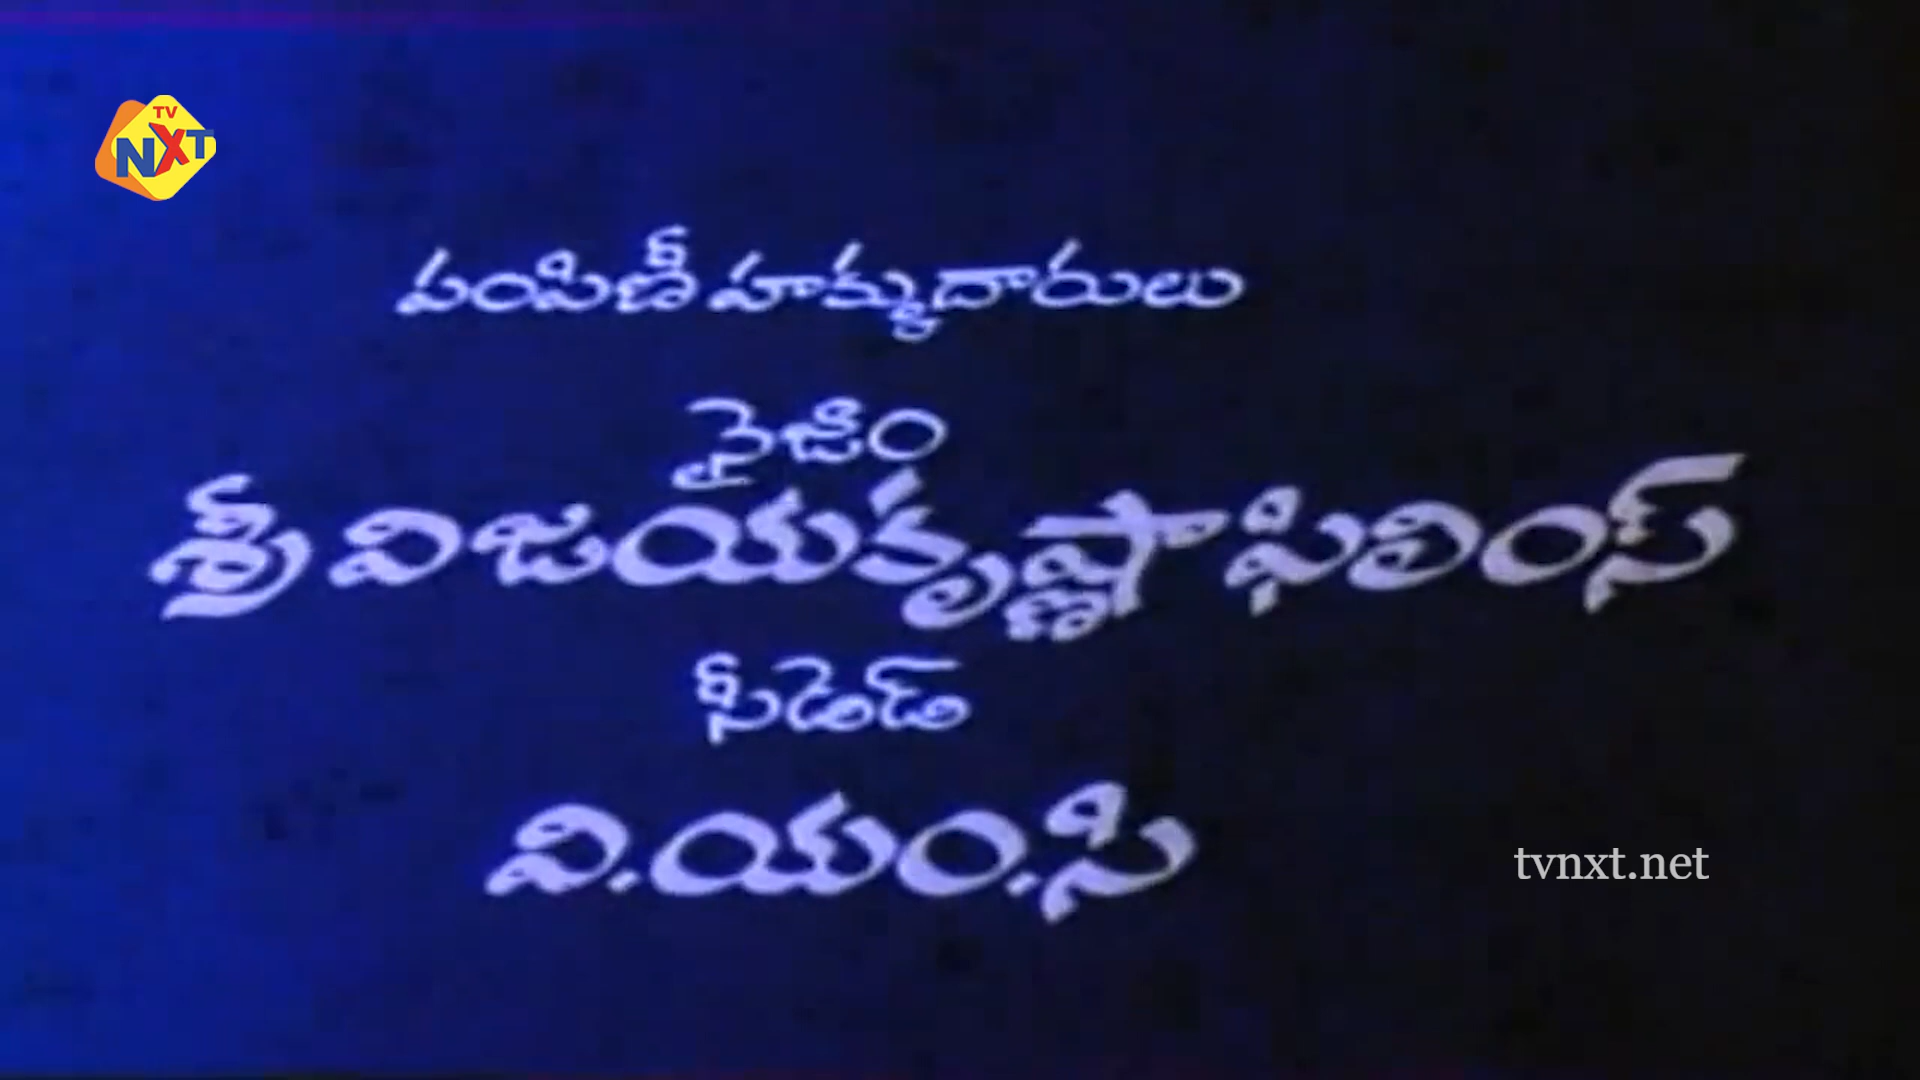 TV
NXT
పంపిణీ హక్కుదారులు
నైజాం
శ్రీ విజయకృష్ణా ఫిలింస్
సీడెడ్
వి.యం.సి
tvnxt.net